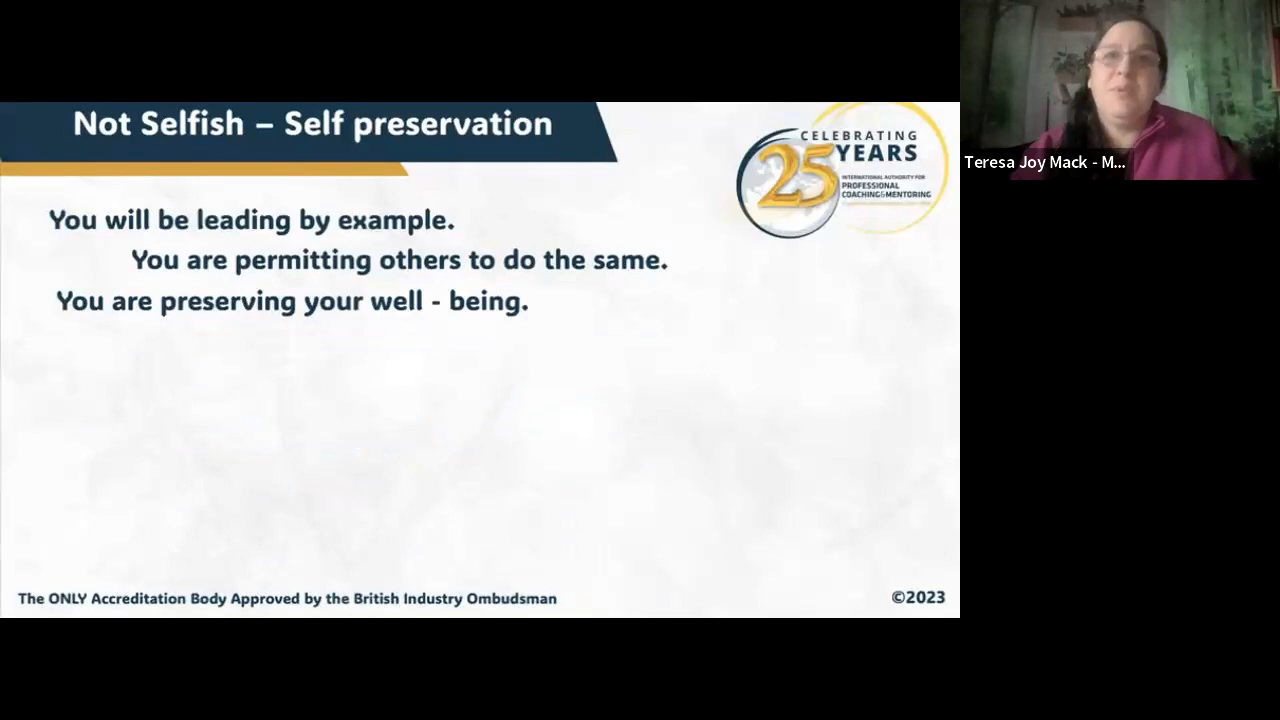 Not Selfish – Self preservation
CELEBRATING
25 YEARS
INTERNATIONAL AUTHORITY FOR
PROFESSIONAL
COACHING & MENTORING
You will be leading by example.
You are permitting others to do the same.
You are preserving your well - being.
The ONLY Accreditation Body Approved by the British Industry Ombudsman
©2023
Teresa Joy Mack - M...